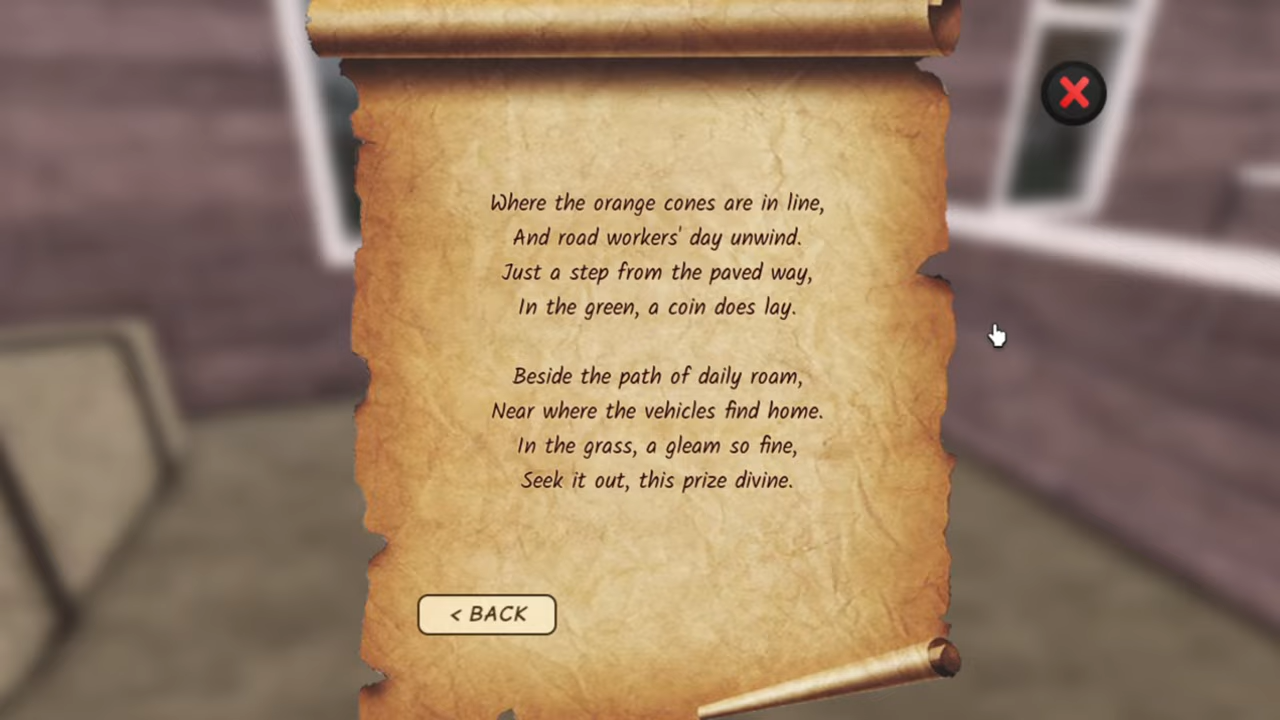 Where the orange cones are in line,
And road workers' day unwind.
Just a step from the paved way,
In the green, a coin does lay.
Beside the path of daily roam,
Near where the vehicles find home.
In the grass, a gleam so fine,
Seek it out, this prize divine.
< BACK